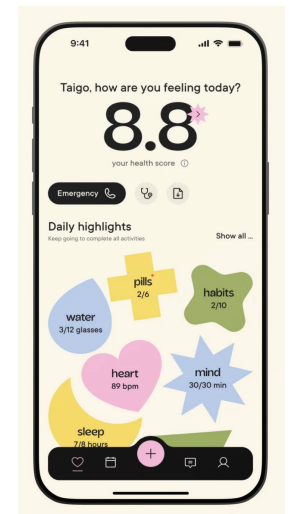 9:41
Taigo, how are you feeling today?
8.8
your health score
Emergency
Daily highlights
Keep going to complete all activities
Show all ...
pills
2/6
habits
2/10
water
3/12 glasses
heart
89 bpm
mind
30/30 min
sleep
7/8 hours